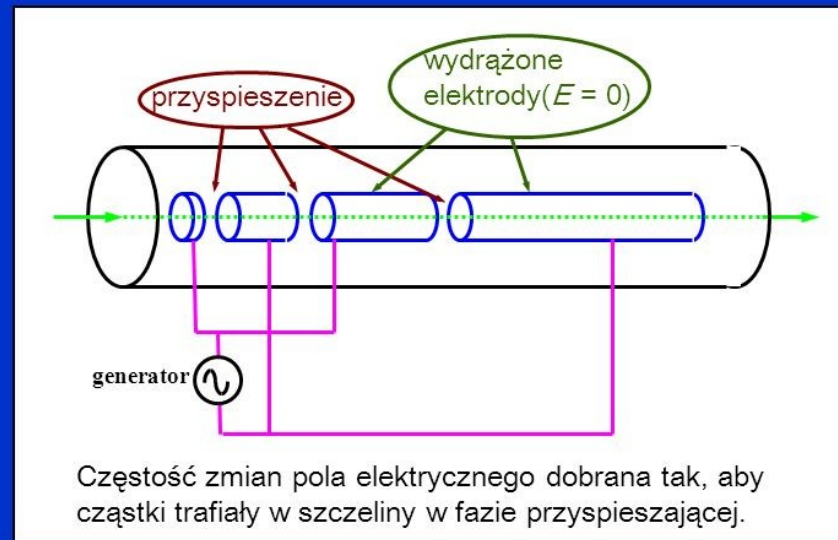 przyspieszenie
wydrążone
elektrody(E = 0)
generator
Częstość zmian pola elektrycznego dobrana tak, aby
cząstki trafiały w szczeliny w fazie przyspieszającej.